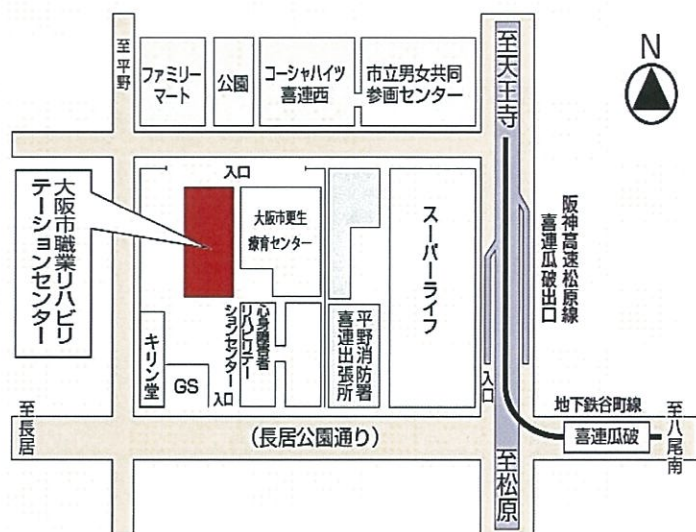 至平野
ファミリー
マート
公園
コーシャハイツ
喜連西
市立男女共同
参画センター
至天王寺
N
入口
大阪市職業リハビリ
テーションセンター
大阪市更生
療育センター
スーパーライフ
阪神高速松原線
喜連瓜破出口
キリン堂
GS
入口
心身障害者
リハビリテー
ションセンター
平野消防署
喜連出張所
入口
地下鉄谷町線
喜連瓜破
至八尾南
至長居
(長居公園通り)
至松原